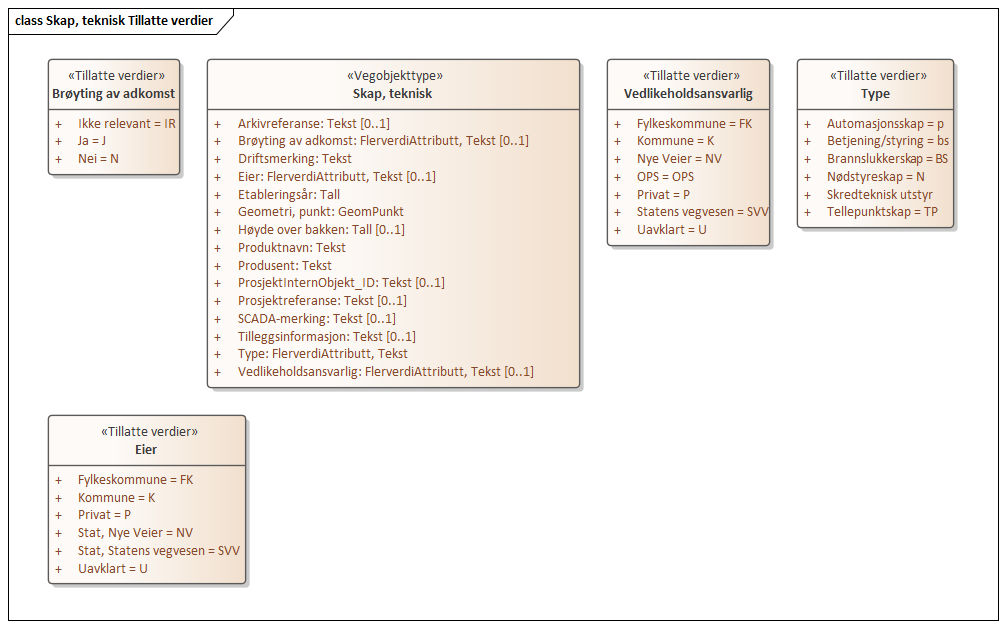 class Skap, teknisk Tillatte verdier
«Tillatte verdier»
Brøyting av adkomst
+ Ikke relevant = IR
+ Ja = J
+ Nei = N
«Vegobjekttype»
Skap, teknisk
+ Arkivreferanse: Tekst [0..1]
+ Brøyting av adkomst: FlerverdiAttributt, Tekst [0..1]
+ Driftsmerking: Tekst
+ Eier: FlerverdiAttributt, Tekst [0..1]
+ Etableringsår: Tall
+ Geometri, punkt: GeomPunkt
+ Høyde over bakken: Tall [0..1]
+ Produktnavn: Tekst
+ Produsent: Tekst
+ ProsjektInternObjekt_ID: Tekst [0..1]
+ Prosjektreferanse: Tekst [0..1]
+ SCADA-merking: Tekst [0..1]
+ Tilleggsinformasjon: Tekst [0..1]
+ Type: FlerverdiAttributt, Tekst
+ Vedlikeholdsansvarlig: FlerverdiAttributt, Tekst [0..1]
«Tillatte verdier»
Vedlikeholdsansvarlig
+ Fylkeskommune = FK
+ Kommune = K
+ Nye Veier = NV
+ OPS = OPS
+ Privat = P
+ Statens vegvesen = SVV
+ Uavklart = U
«Tillatte verdier»
Type
+ Automasjonsskap = p
+ Betjening/styring = bs
+ Brannslukkerskap = BS
+ Nødstyreskap = N
+ Skredteknisk utstyr
+ Tellepunktskap = TP
«Tillatte verdier»
Eier
+ Fylkeskommune = FK
+ Kommune = K
+ Privat = P
+ Stat, Nye Veier = NV
+ Stat, Statens vegvesen = SVV
+ Uavklart = U